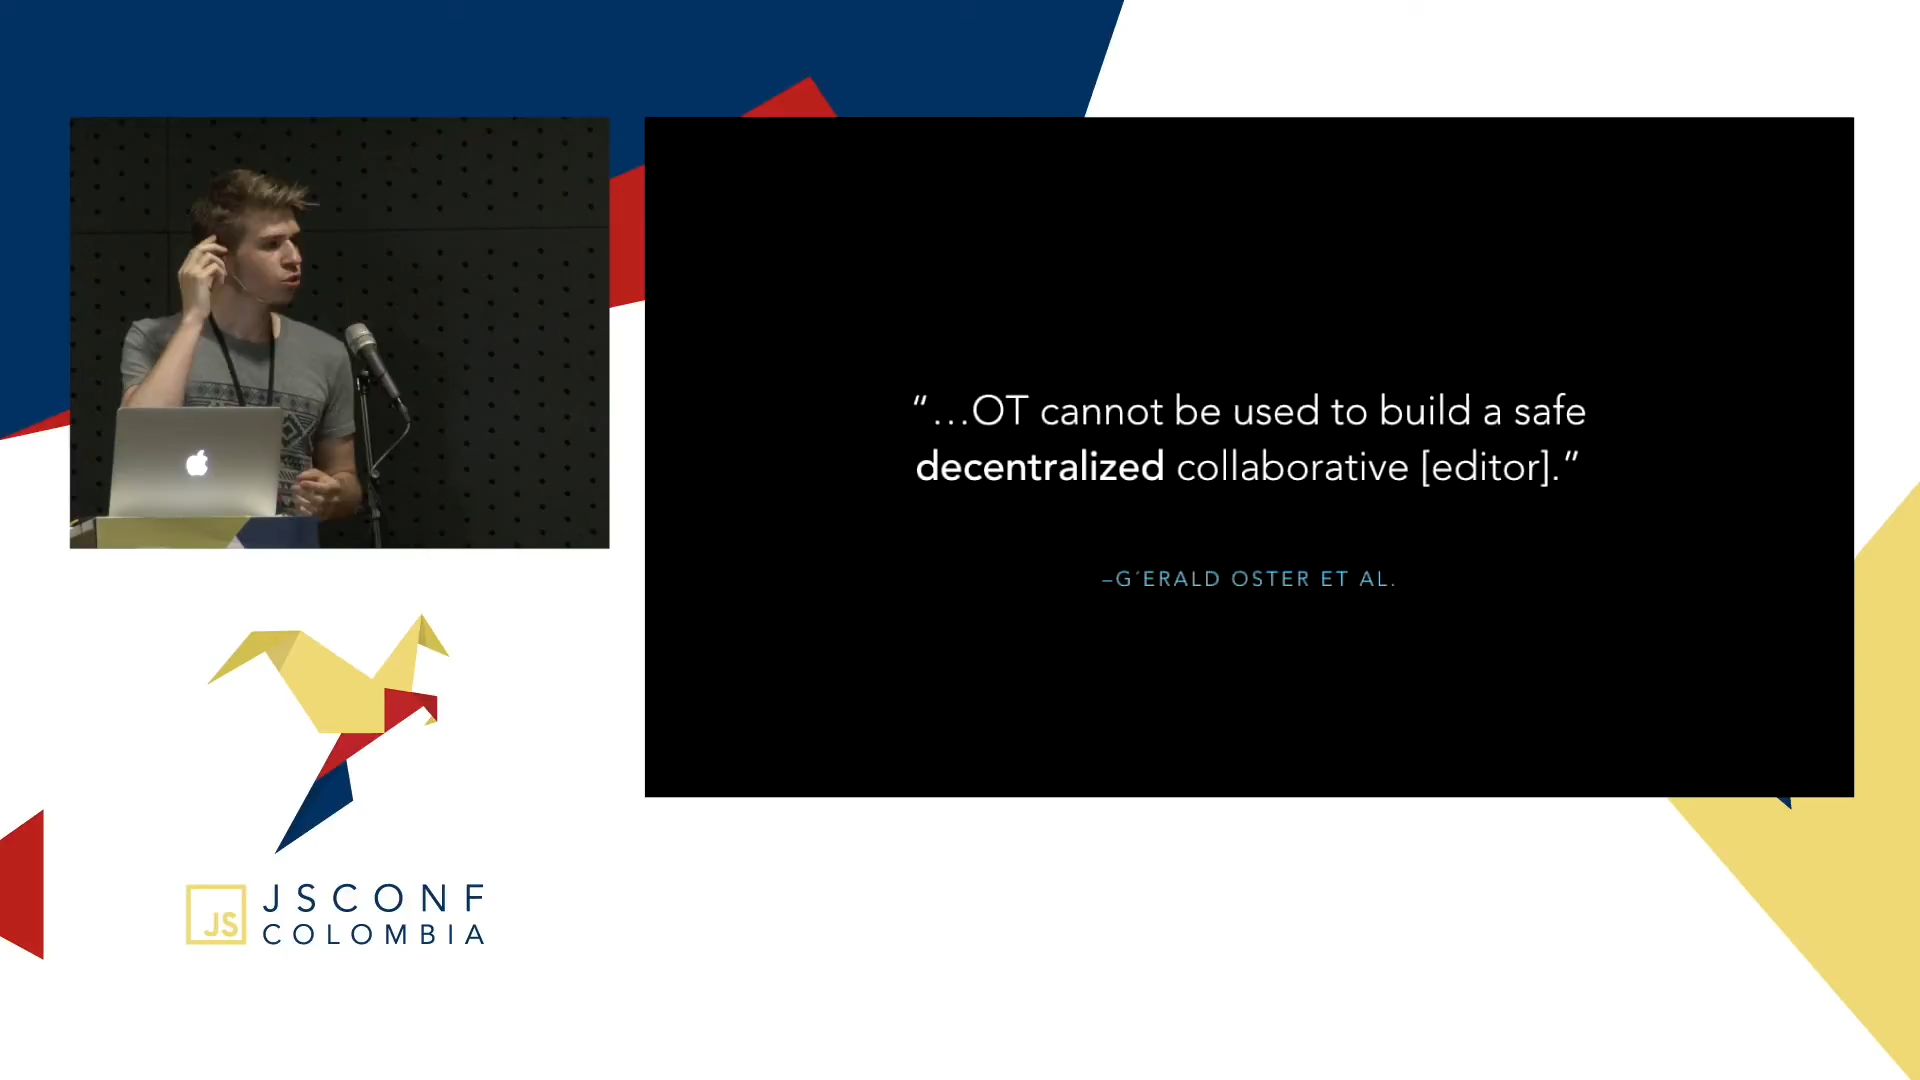 “…OT cannot be used to build a safe
decentralized collaborative [editor].”
–G´ERALD OSTER ET AL.
JS
JSCONF
COLOMBIA